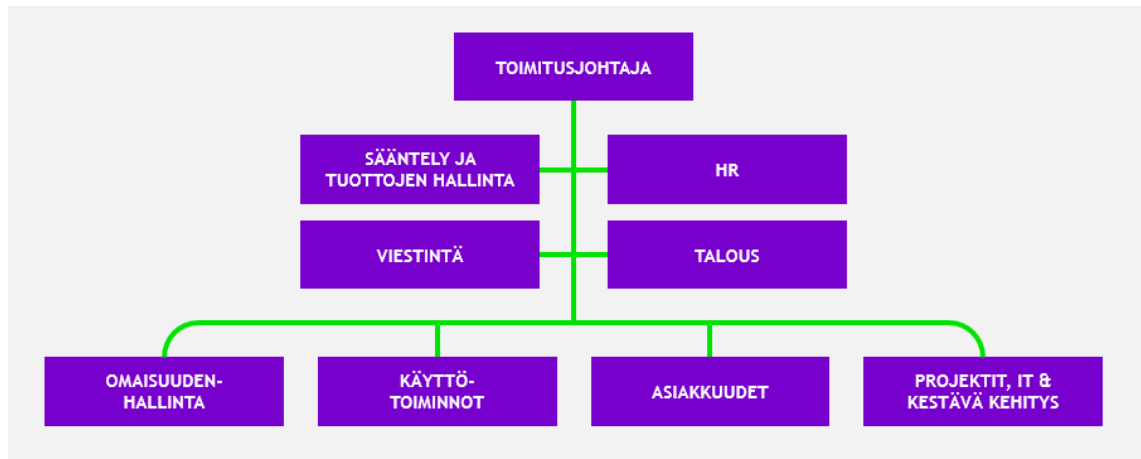 TOIMITUSJOHTAJA
SÄÄNTELY JA
TUOTTOJEN HALLINTA
HR
VIESTINTÄ
TALOUS
OMAISUUDEN-
HALLINTA
KÄYTTÖ-
TOIMINNOT
ASIAKKUUDET
PROJEKTIT, IT &
KESTÄVÄ KEHITYS